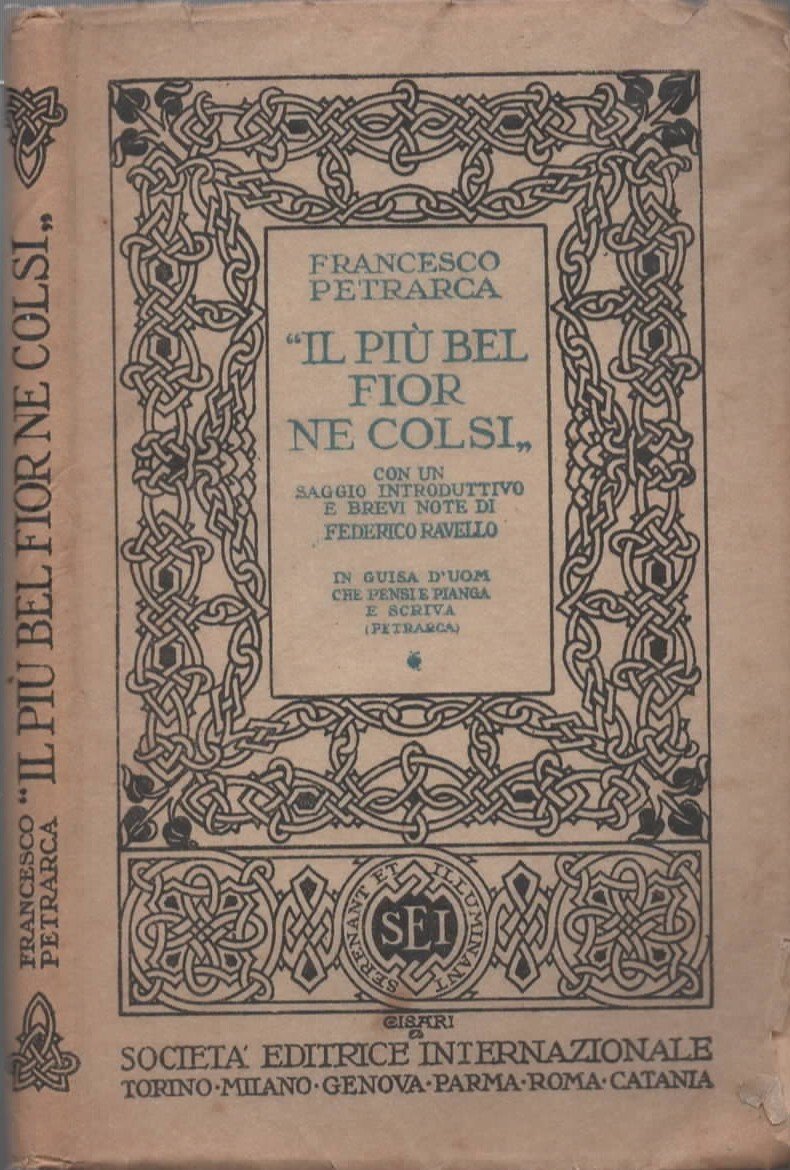 FRANCESCO
PETRARCA
"IL PIÙ BEL FIOR NE COLSI„
FRANCESCO
PETRARCA
“IL PIÙ BEL
FIOR
NE COLSI„
CON UN
SAGGIO INTRODUTTIVO
E BREVI NOTE DI
FEDERICO RAVELLO
IN GUISA D'UOM
CHE PENSI E PIANGA
E SCRIVA
(PETRARCA)
SERENANT ET ILLUMINANT
SEI
CISARI
SOCIETA' EDITRICE INTERNAZIONALE
TORINO·MILANO·GENOVA·PARMA·ROMA·CATANIA